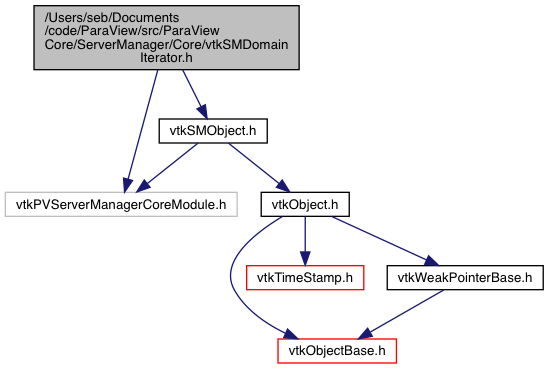 /Users/seb/Documents
/code/ParaView/src/ParaView
Core/ServerManager/Core/vtkSMDomain
Iterator.h
vtkSMObject.h
vtkPVServerManagerCoreModule.h
vtkObject.h
vtkTimeStamp.h
vtkWeakPointerBase.h
vtkObjectBase.h